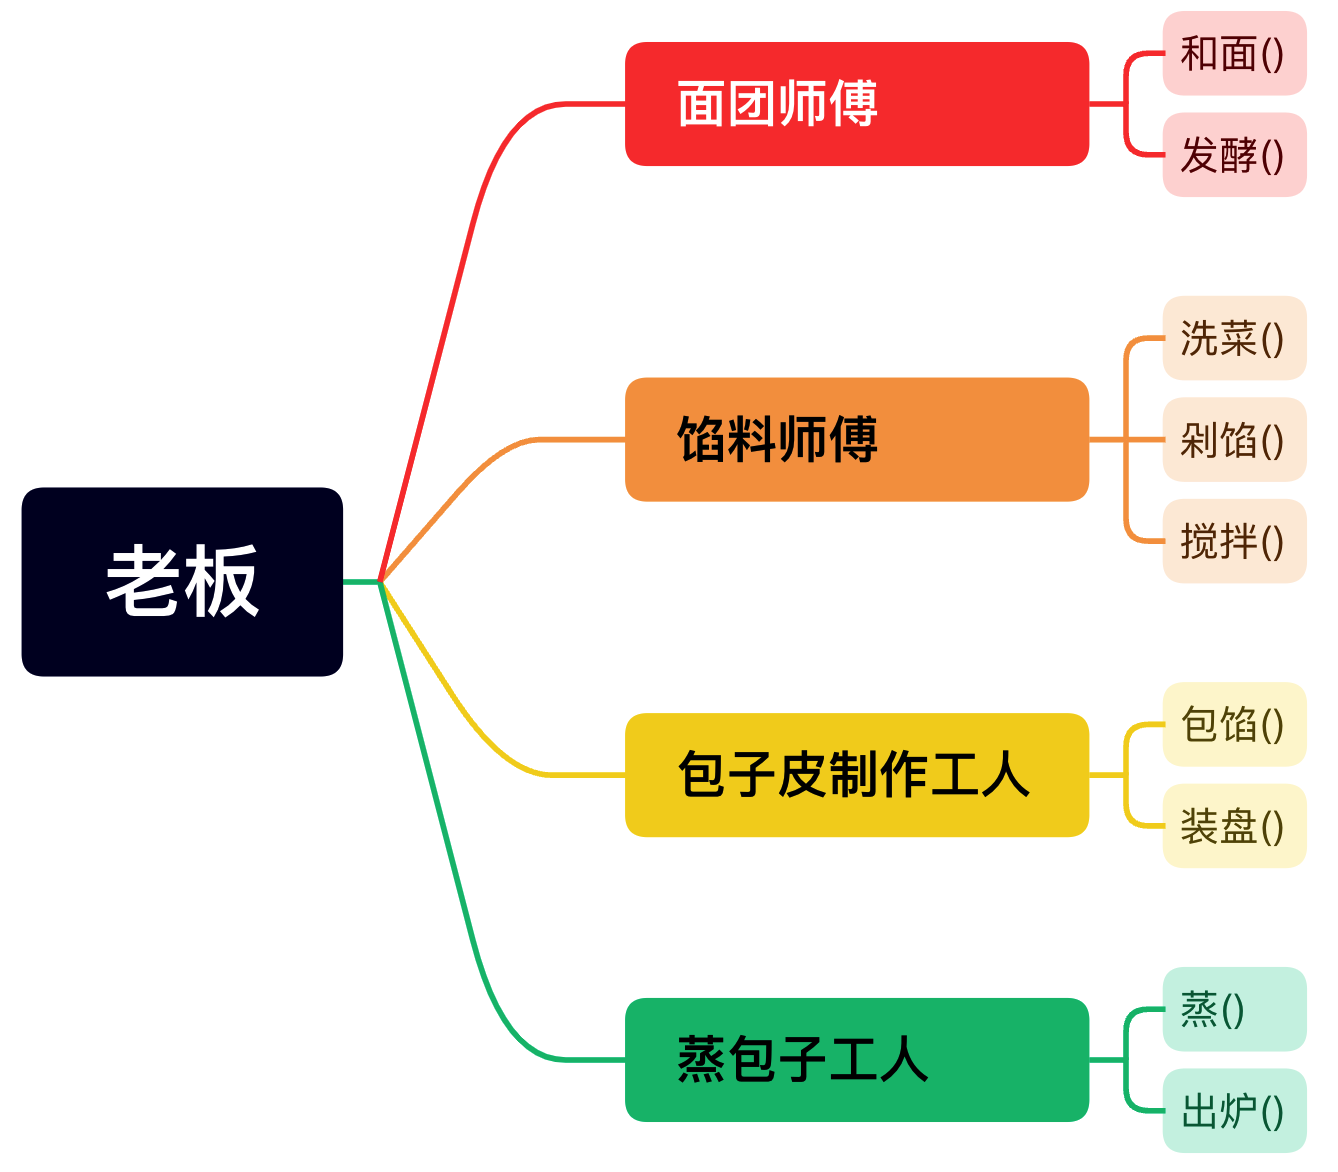 老板
面团师傅
和面()
发酵()
馅料师傅
洗菜()
剁馅()
搅拌()
包子皮制作工人
包馅()
装盘()
蒸包子工人
蒸()
出炉()